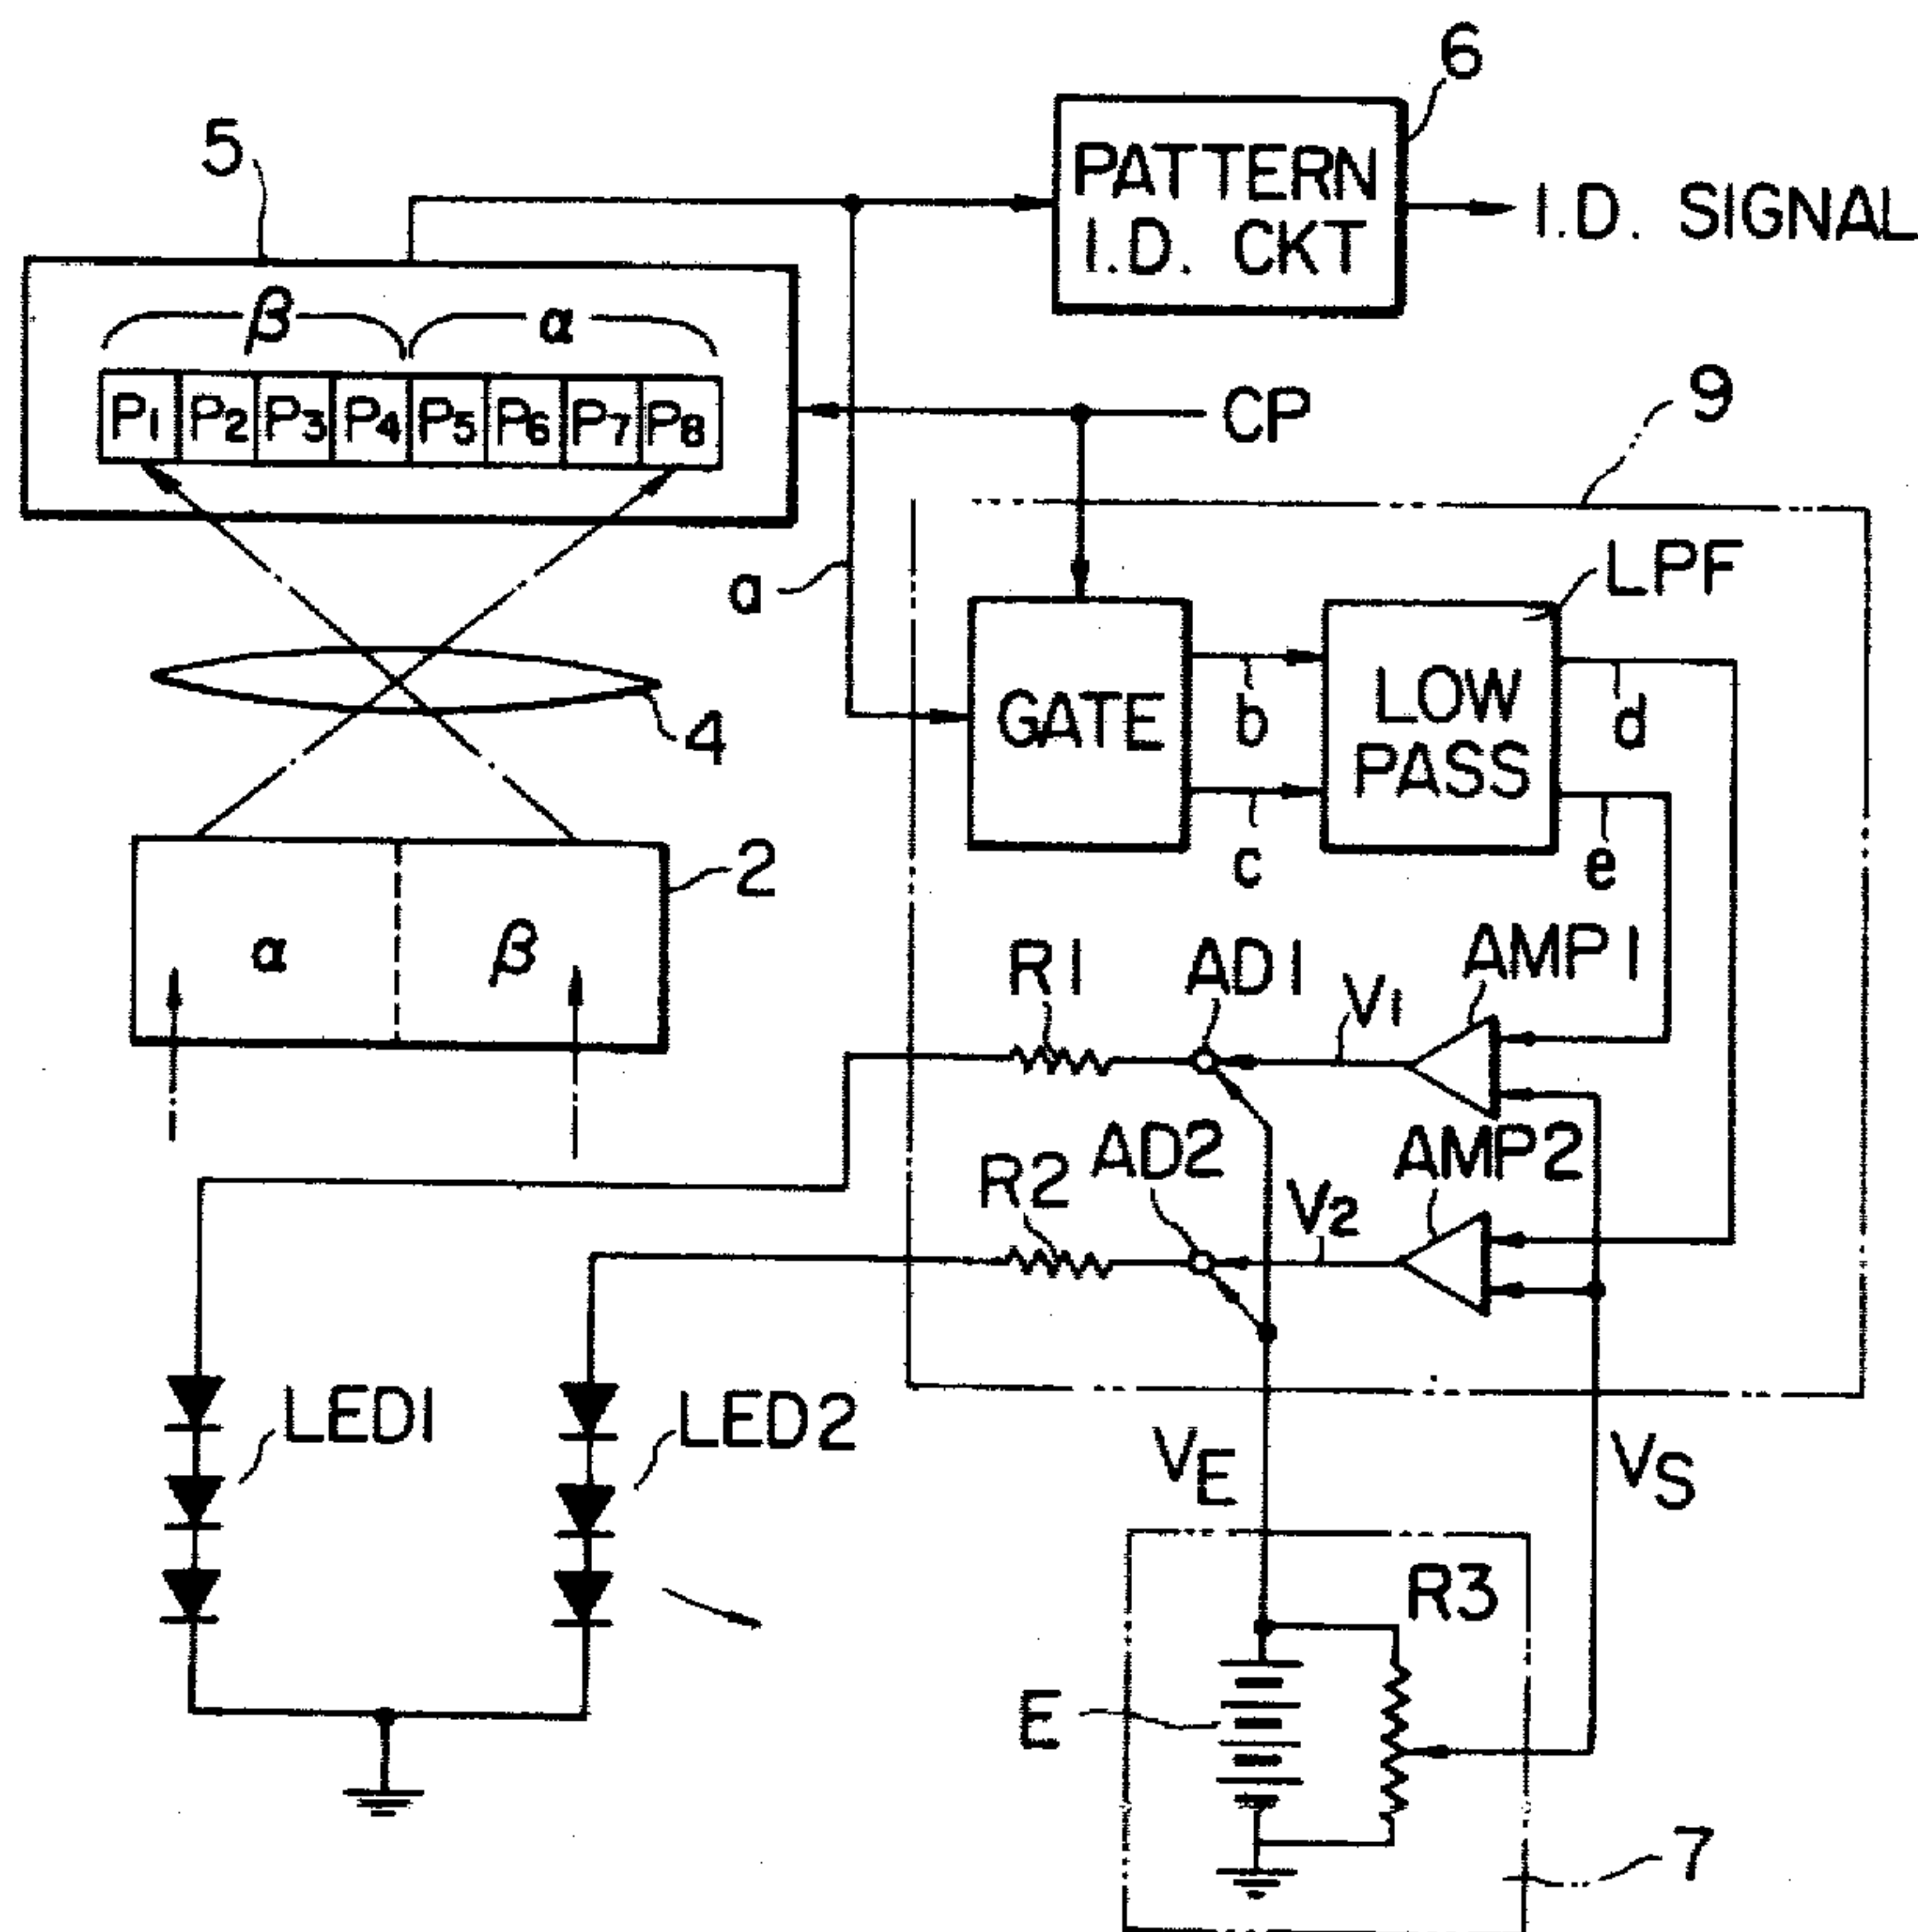 6
5
PATTERN
I.D. CKT
I.D. SIGNAL
β
α
P1 P2 P3 P4 P5 P6 P7 P8
CP
9
a
LPF
GATE
b
c
LOW
PASS
d
e
4
2
α
β
R1
AD1
V1
AMP1
R2
AD2
V2
AMP2
LED1
LED2
VE
VS
R3
E
7